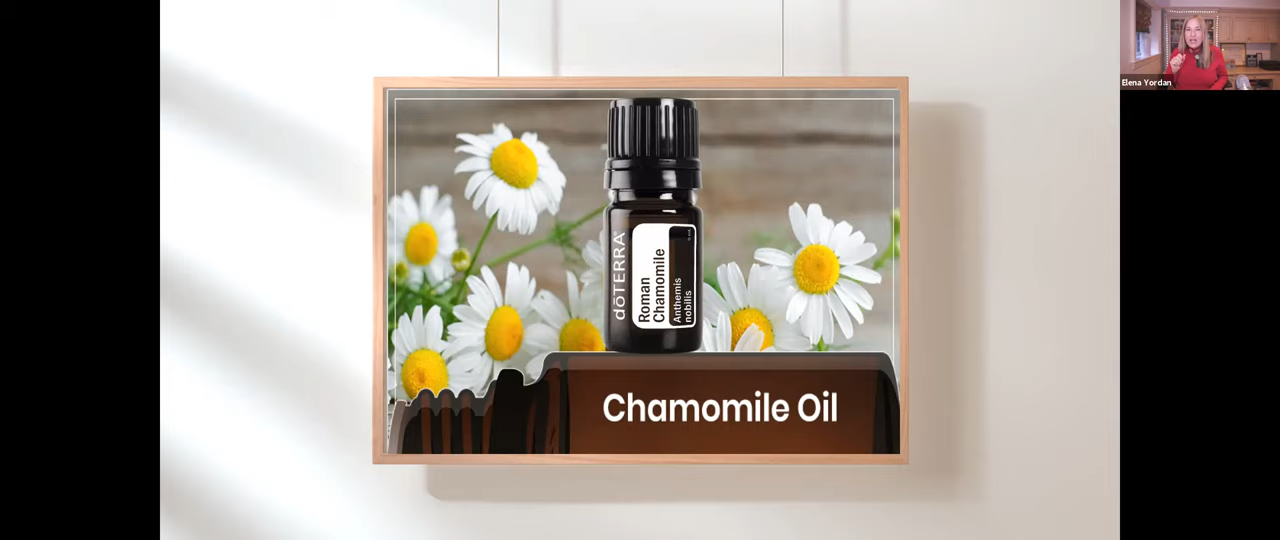 Elena Yordan
dōTERRA
Roman
Chamomile
Anthemis
nobilis
Chamomile Oil